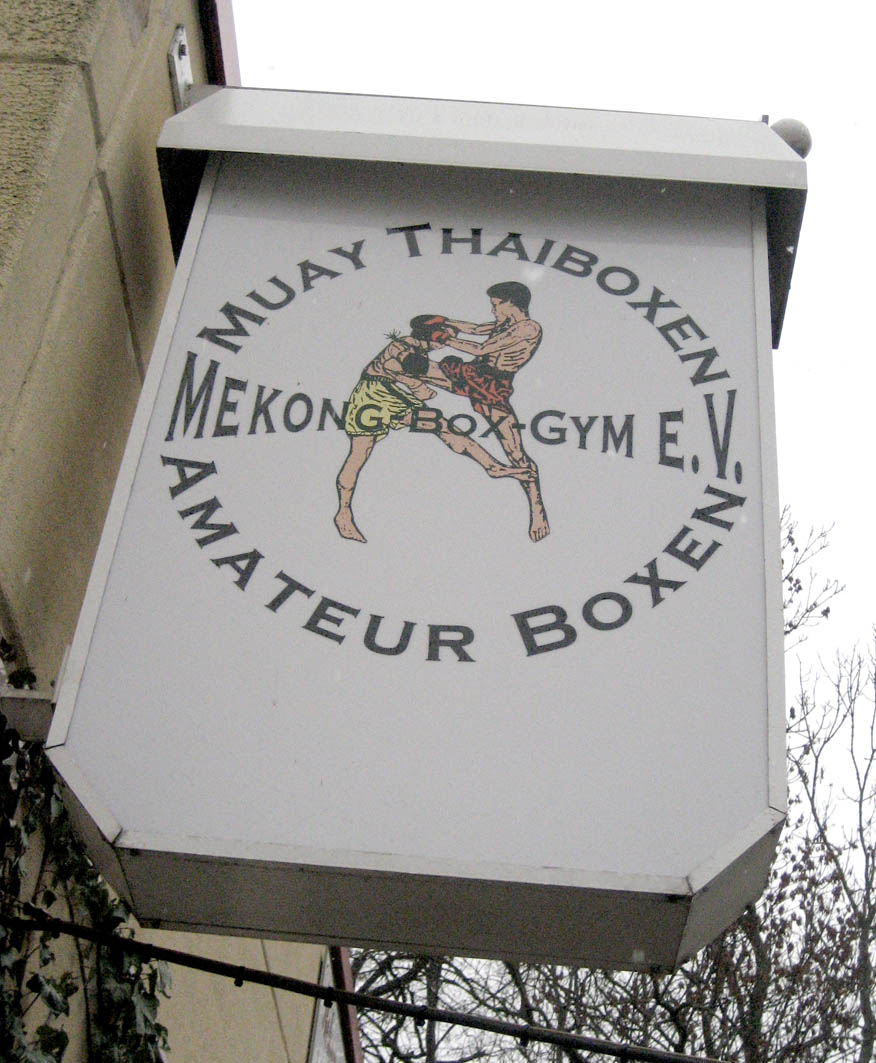 Muay Thaiboxen
Mekong-Box-Gym e.V.
Amateur Boxen